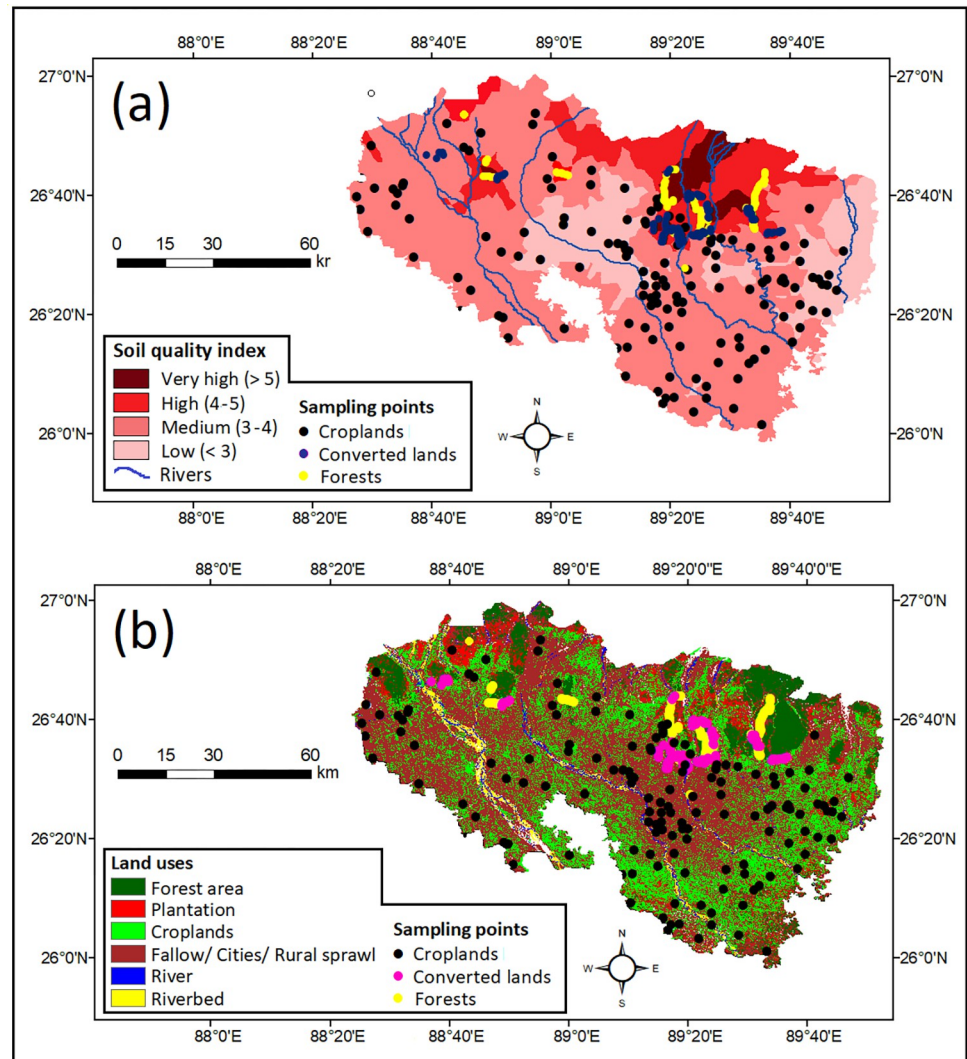 88°0'E 88°20'E 88°40'E 89°0'E 89°20'E 89°40'E
(a)
27°0'N 27°0'N
26°40'N 26°40'N
26°20'N 26°20'N
26°0'N 26°0'N
0 15 30 60
kr
Soil quality index
Very high (> 5)
High (4-5)
Medium (3-4)
Low (< 3)
Rivers
Sampling points
Croplands
Converted lands
Forests
N
W E
S
88°0'E 88°20'E 88°40'E 89°0'E 89°20'E 89°40'E
88°0'E 88°20'E 88°40'E 89°0'E 89°20'E 89°40'E
(b)
27°0'N 27°0'N
26°40'N 26°40'N
26°20'N 26°20'N
26°0'N 26°0'N
0 15 30 60
km
Land uses
Forest area
Plantation
Croplands
Fallow/ Cities/ Rural sprawl
River
Riverbed
Sampling points
Croplands
Converted lands
Forests
N
W E
S
88°0'E 88°20'E 88°40'E 89°0'E 89°20'E 89°40'E